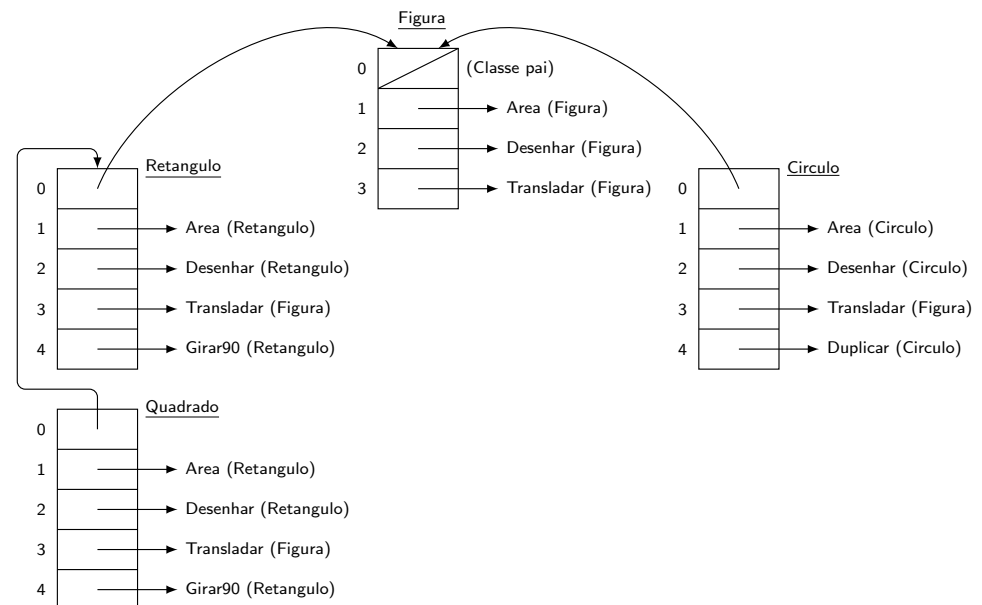 Figura
0 (Classe pai)
1 Area (Figura)
2 Desenhar (Figura)
3 Transladar (Figura)
Retangulo
0
1 Area (Retangulo)
2 Desenhar (Retangulo)
3 Transladar (Figura)
4 Girar90 (Retangulo)
Circulo
0
1 Area (Circulo)
2 Desenhar (Circulo)
3 Transladar (Figura)
4 Duplicar (Circulo)
Quadrado
0
1 Area (Retangulo)
2 Desenhar (Retangulo)
3 Transladar (Figura)
4 Girar90 (Retangulo)